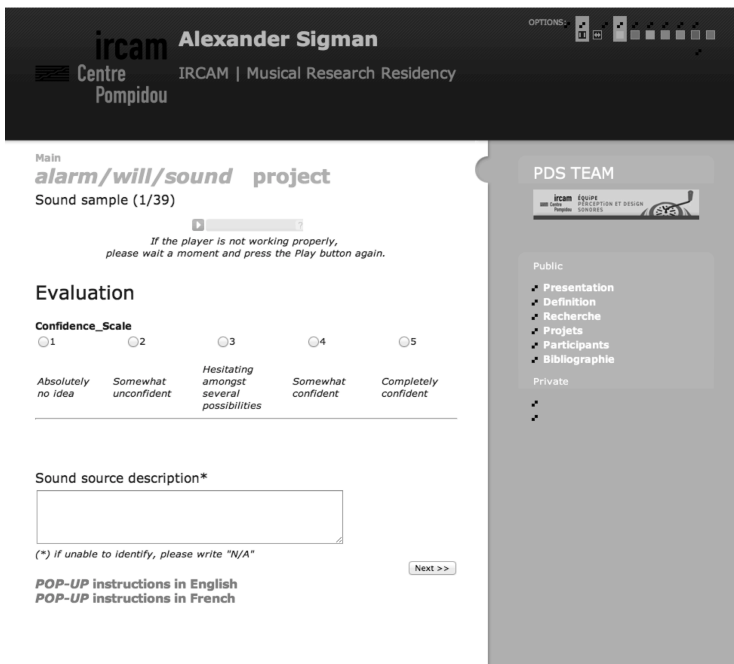 OPTIONS:
ircam
Centre
Pompidou
Alexander Sigman
IRCAM | Musical Research Residency
Main
alarm/will/sound project
Sound sample (1/39)
If the player is not working properly,
please wait a moment and press the Play button again.
Evaluation
Confidence_Scale
1 2 3 4 5
Absolutely no idea
Somewhat unconfident
Hesitating amongst several possibilities
Somewhat confident
Completely confident
Sound source description*
(*) if unable to identify, please write "N/A"
Next >>
POP-UP instructions in English
POP-UP instructions in French
PDS TEAM
ircam
Centre
Pompidou
ÉQUIPE
PERCEPTION ET DESIGN
SONORES
Public
Presentation
Definition
Recherche
Projets
Participants
Bibliographie
Private